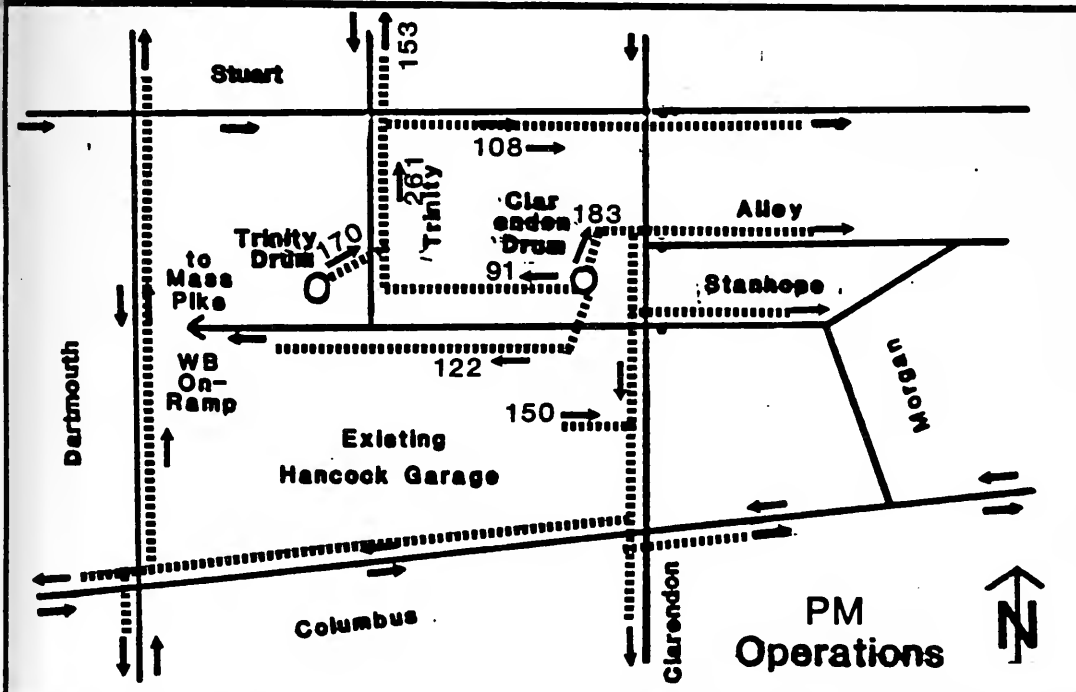 153
Stuart
108
261
Trinity
Clar
enden
Drum
183
Alley
Trinity
Drum
170
to
Mass
Pike
91
Stanhope
WB
On-
Ramp
122
Dartmouth
150
Morgan
Existing
Hancock Garage
Columbus
Clarendon
PM
Operations
N